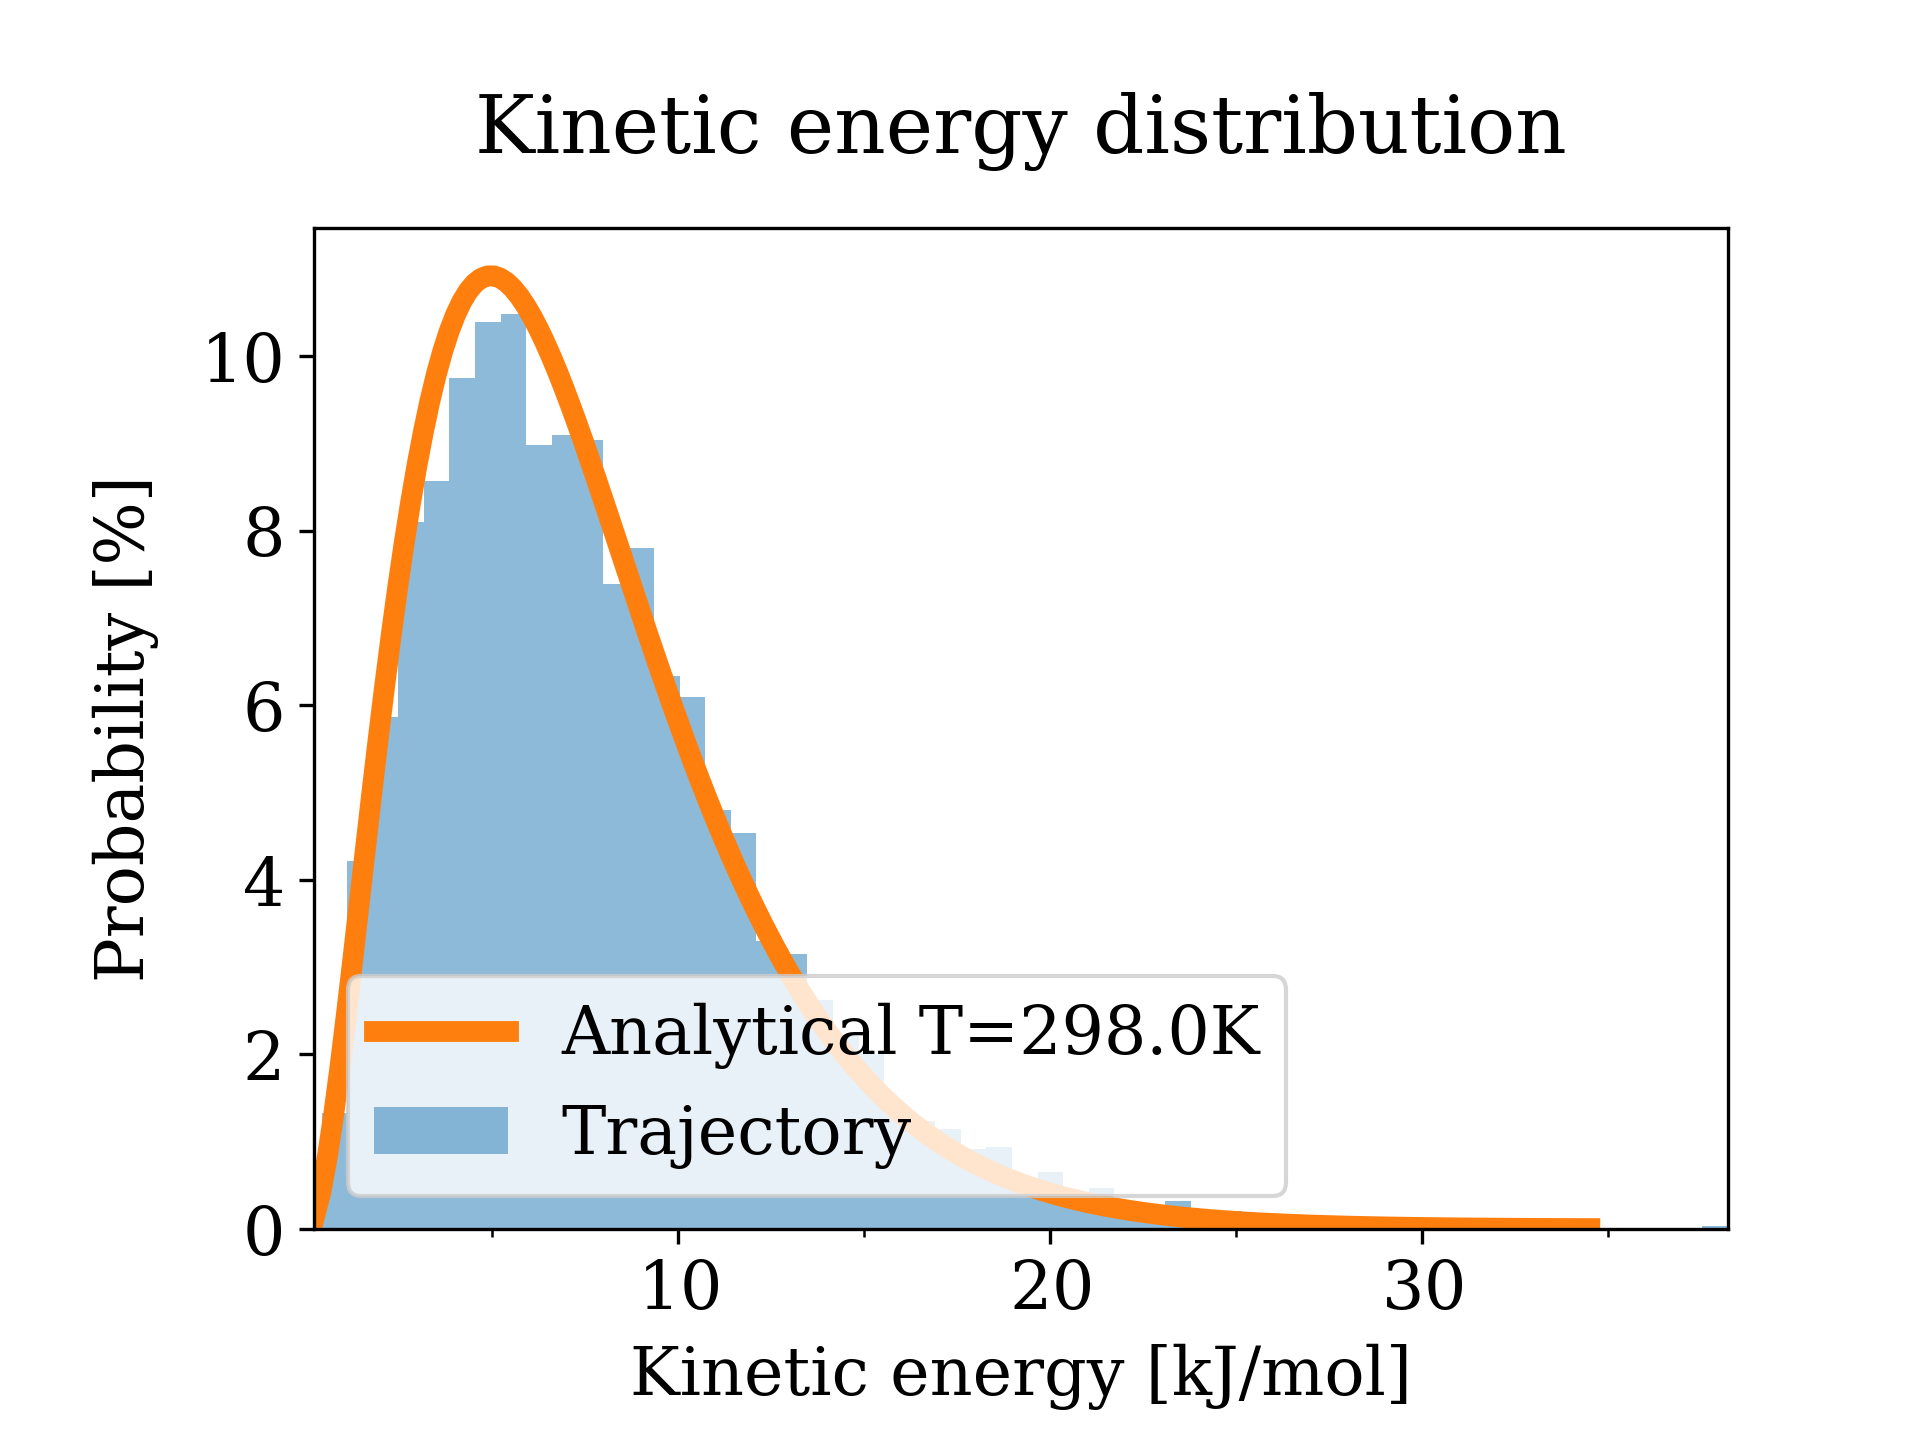 Kinetic energy distribution
Probability [%]
10
8
6
4
2
0
Analytical T=298.0K
Trajectory
10 20 30
Kinetic energy [kJ/mol]